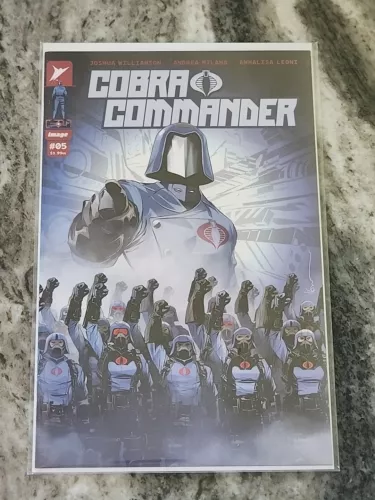 JOSHUA WILLIAMSON ANDREA MILANA ANNALISA LEONI
COBRA
COMMANDER
image
#05